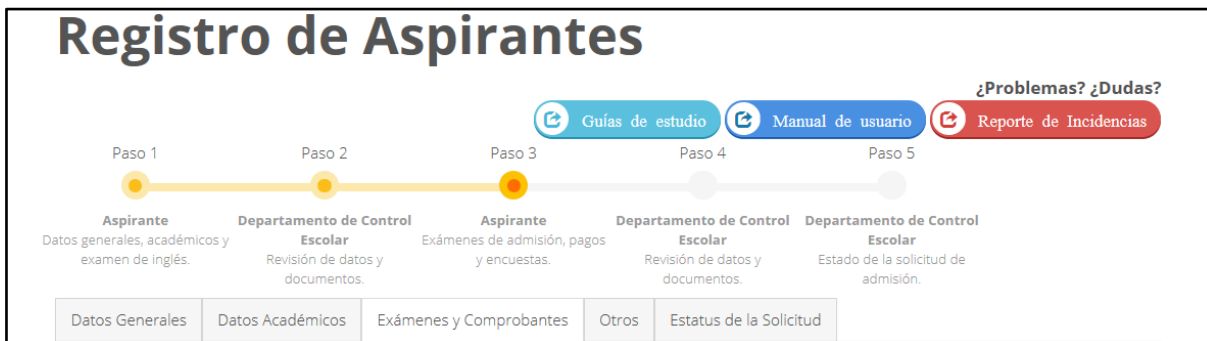 Registro de Aspirantes
¿Problemas? ¿Dudas?
Guías de estudio
Manual de usuario
Reporte de Incidencias
Paso 1
Paso 2
Paso 3
Paso 4
Paso 5
Aspirante
Datos generales, académicos y
examen de inglés.
Departamento de Control
Escolar
Revisión de datos y
documentos.
Aspirante
Exámenes de admisión, pagos
y encuestas.
Departamento de Control
Escolar
Revisión de datos y
documentos.
Departamento de Control
Escolar
Estado de la solicitud de
admisión.
Datos Generales
Datos Académicos
Exámenes y Comprobantes
Otros
Estatus de la Solicitud